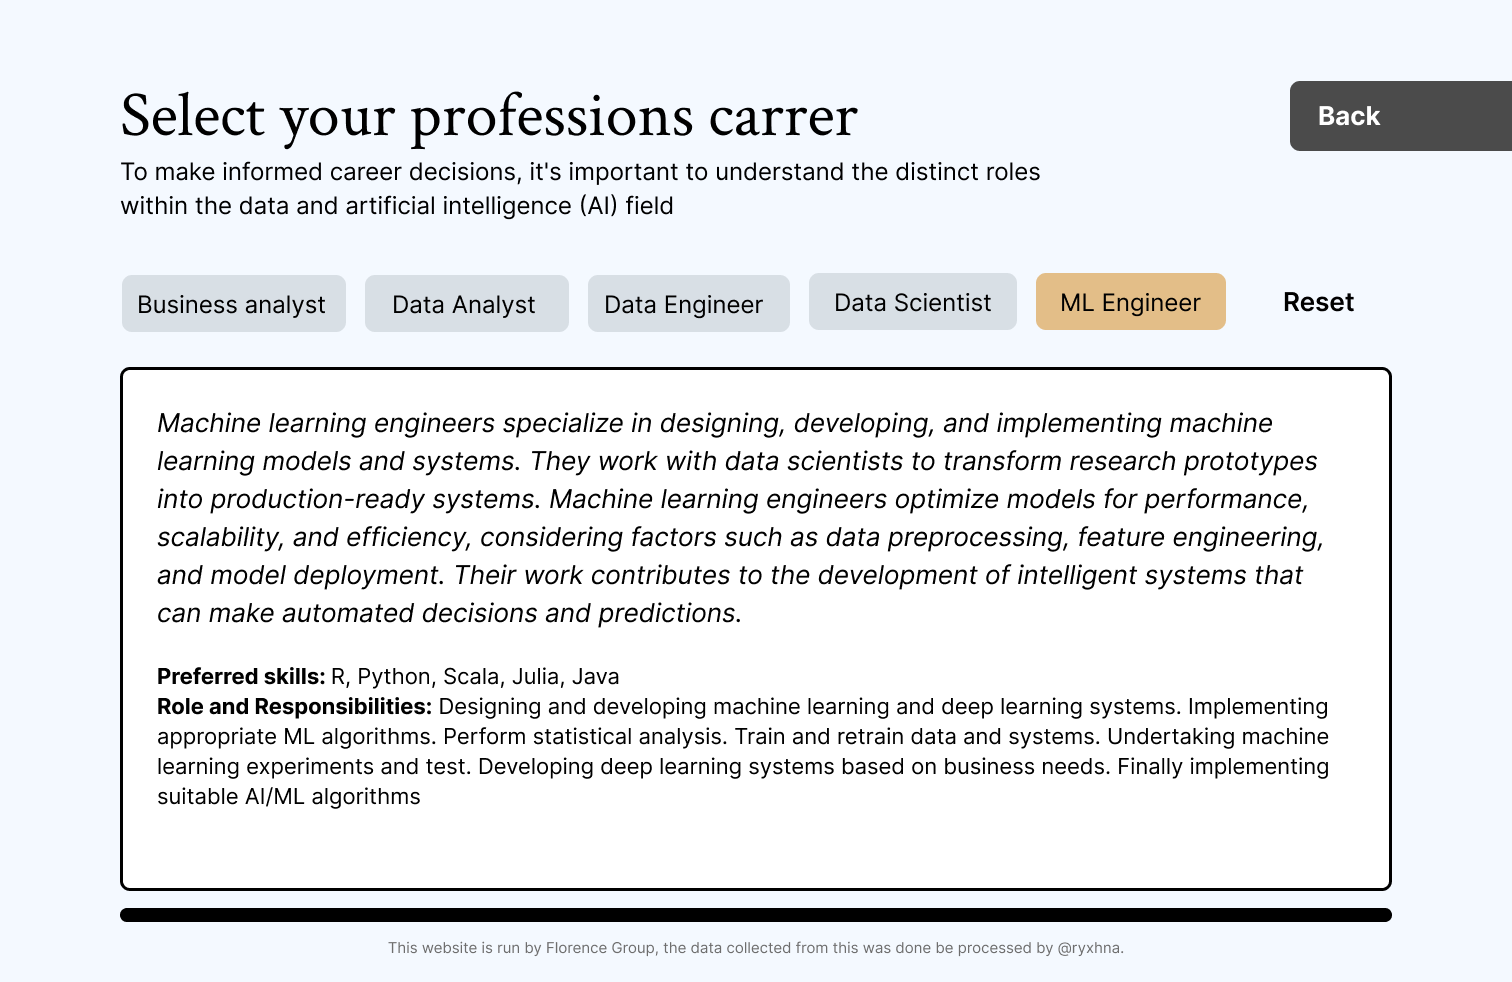 Select your professions carrer
Back
To make informed career decisions, it's important to understand the distinct roles
within the data and artificial intelligence (AI) field
Business analyst
Data Analyst
Data Engineer
Data Scientist
ML Engineer
Reset
Machine learning engineers specialize in designing, developing, and implementing machine
learning models and systems. They work with data scientists to transform research prototypes
into production-ready systems. Machine learning engineers optimize models for performance,
scalability, and efficiency, considering factors such as data preprocessing, feature engineering,
and model deployment. Their work contributes to the development of intelligent systems that
can make automated decisions and predictions.
Preferred skills: R, Python, Scala, Julia, Java
Role and Responsibilities: Designing and developing machine learning and deep learning systems. Implementing
appropriate ML algorithms. Perform statistical analysis. Train and retrain data and systems. Undertaking machine
learning experiments and test. Developing deep learning systems based on business needs. Finally implementing
suitable AI/ML algorithms
This website is run by Florence Group, the data collected from this was done be processed by @ryxhna.